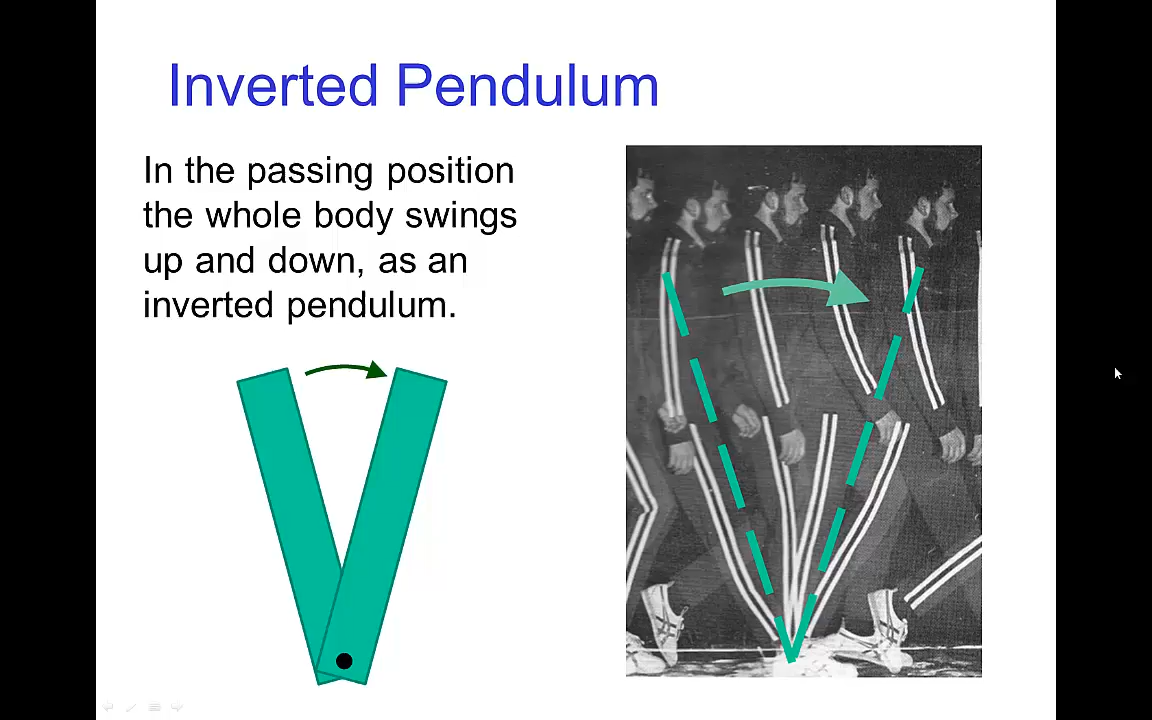 Inverted Pendulum
In the passing position
the whole body swings
up and down, as an
inverted pendulum.